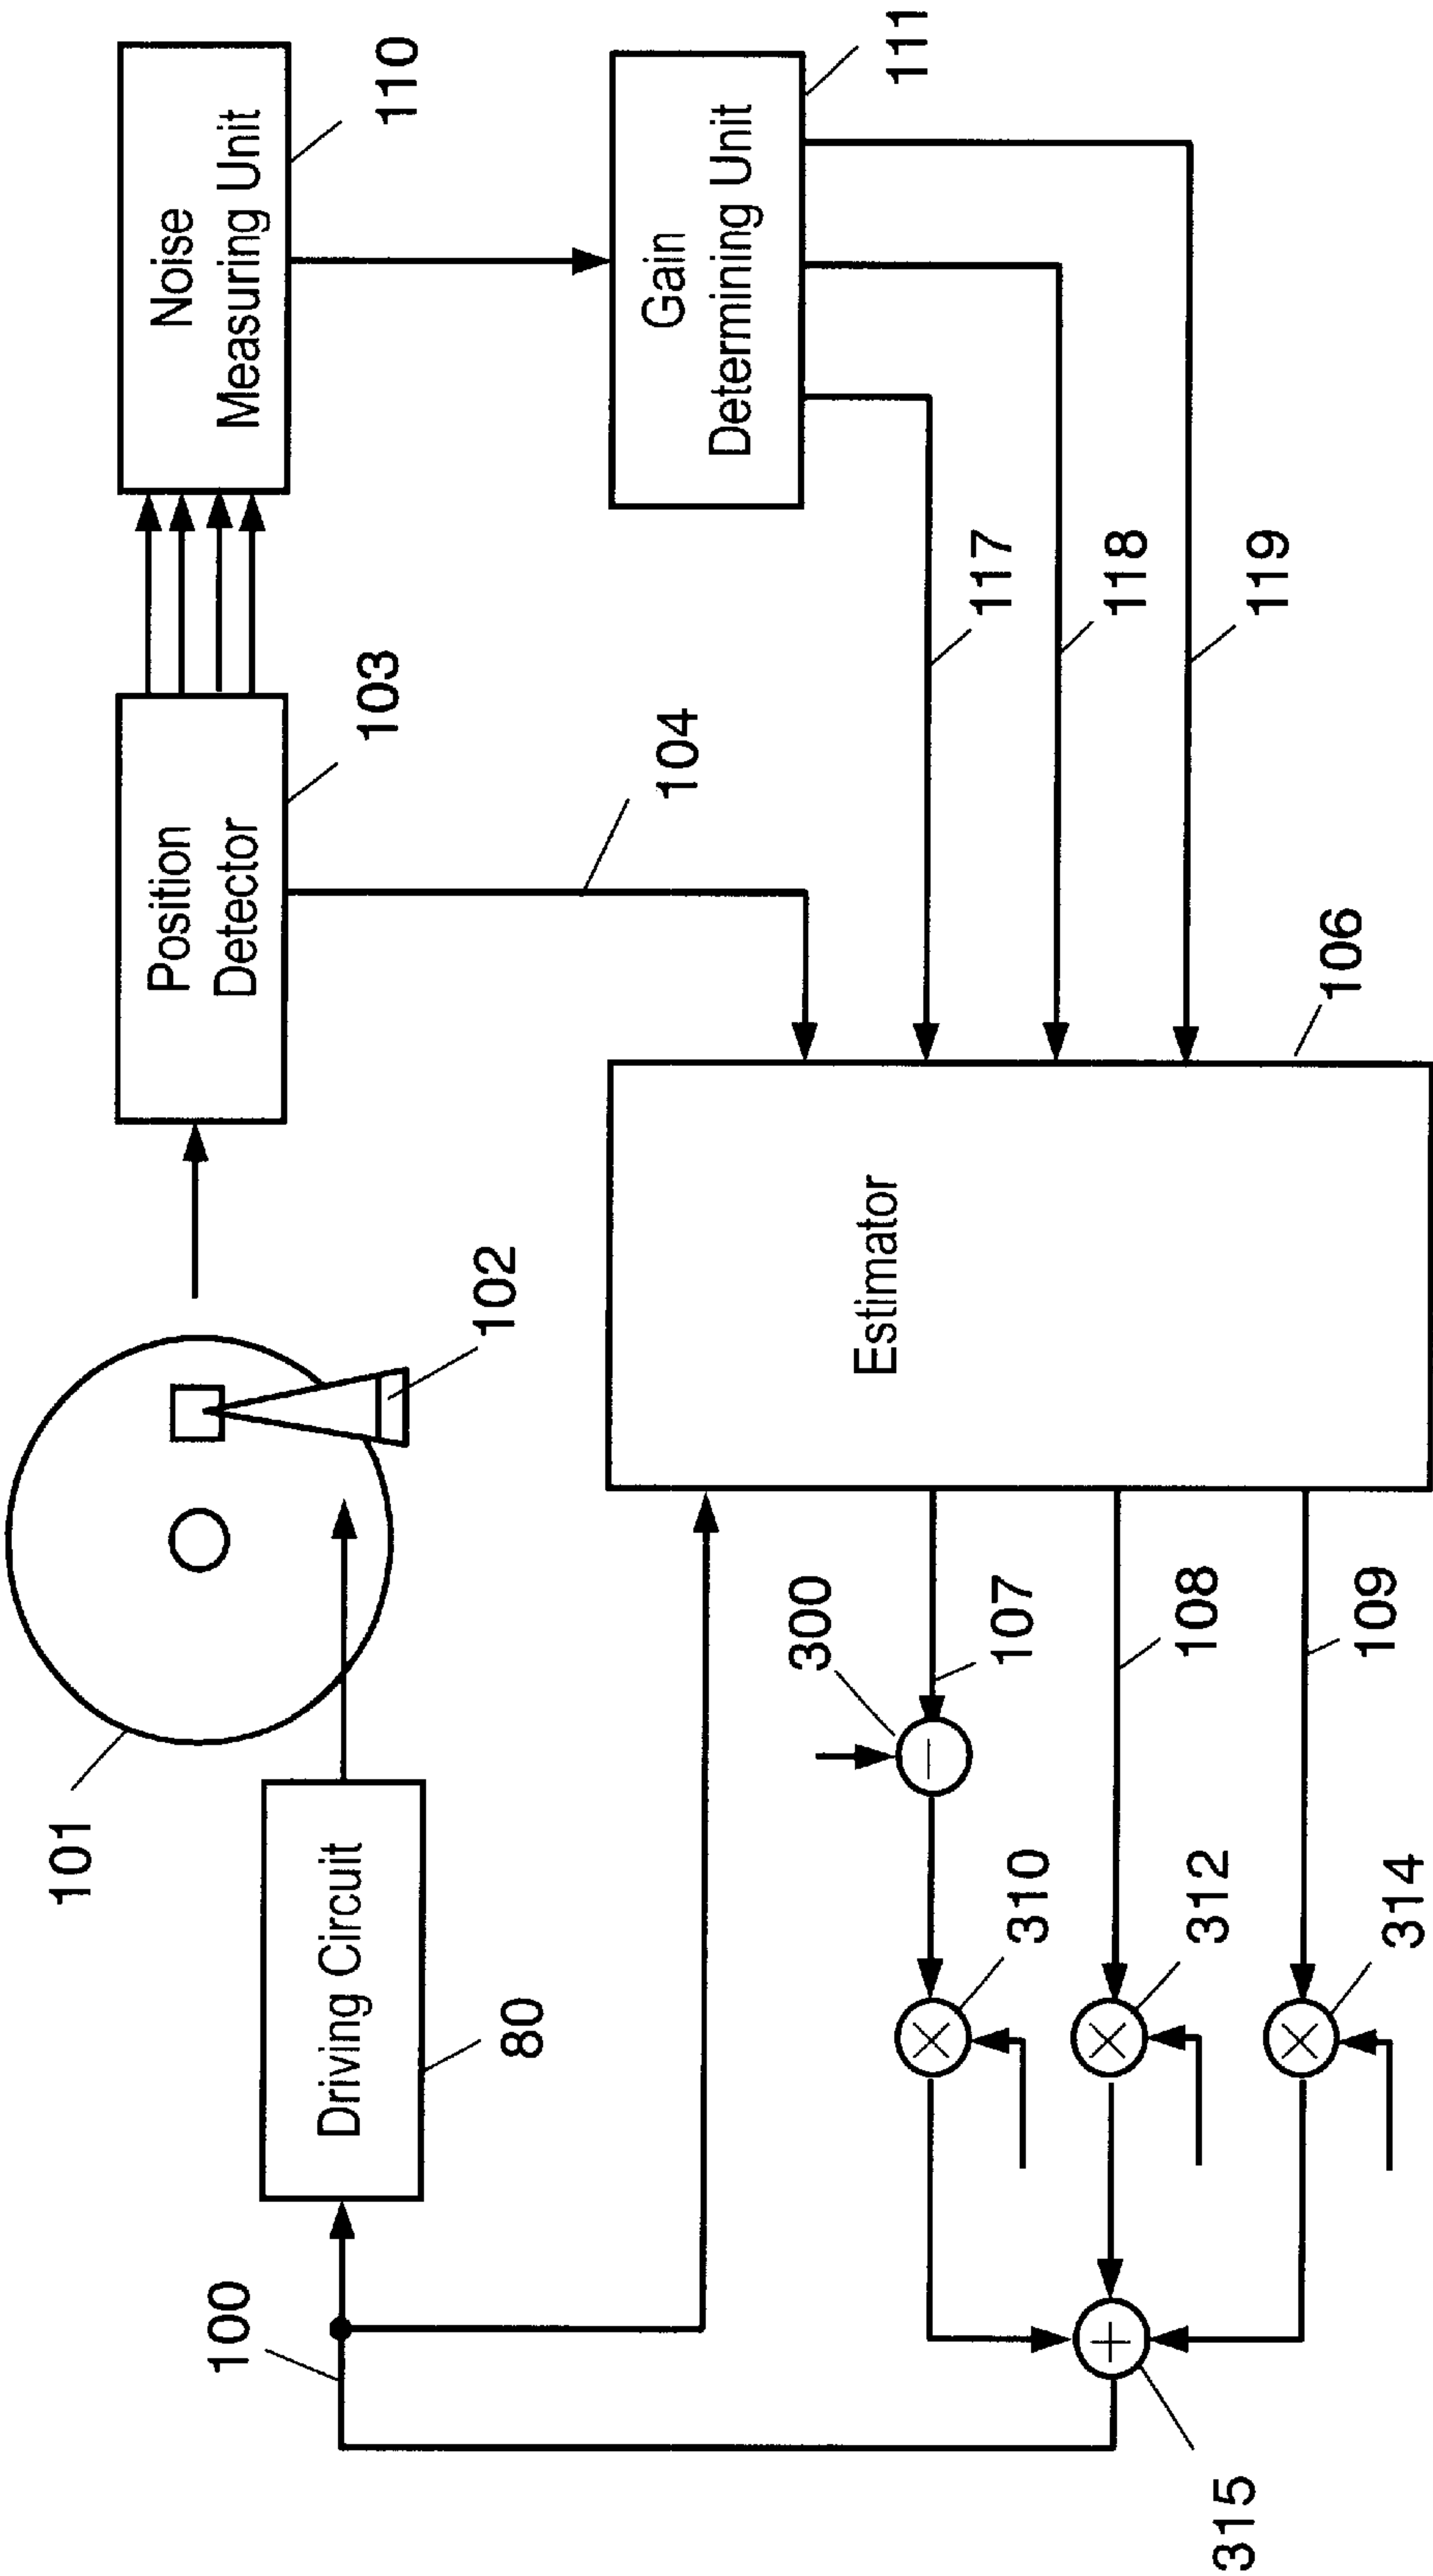 101
102
Position
Detector
103
Noise
Measuring Unit
110
100
Driving Circuit
80
104
Gain
Determining Unit
111
300
107
Estimator
117
310
118
108
312
119
109
314
106
315